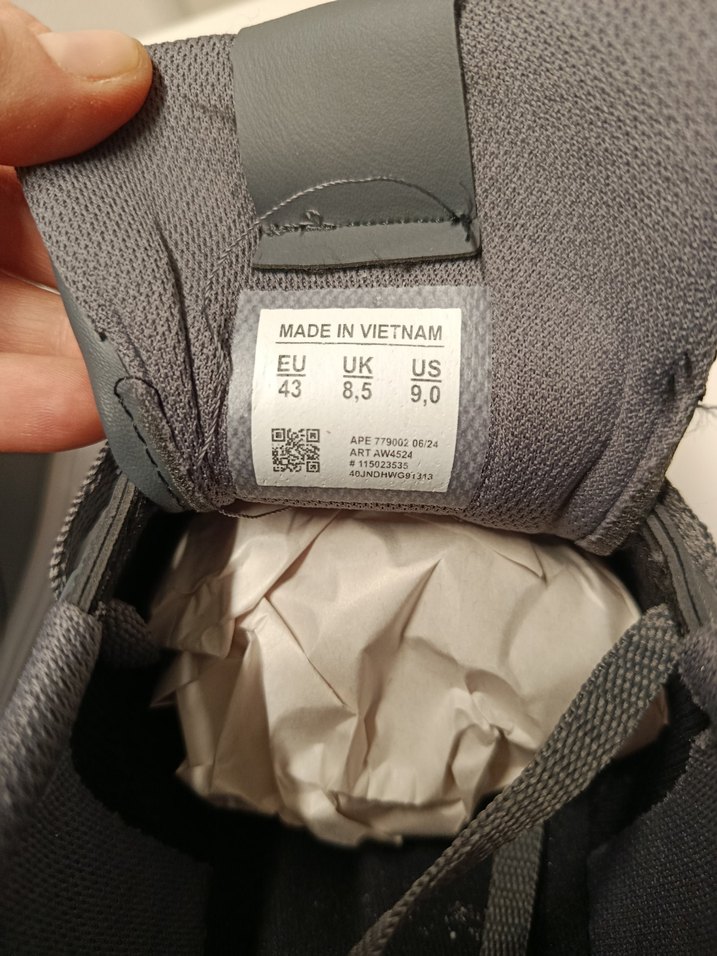 MADE IN VIETNAM
EU UK US
43 8,5 9,0
APE 779002 06/24
ART AW4524
# 115023535
40JNDHWG91313